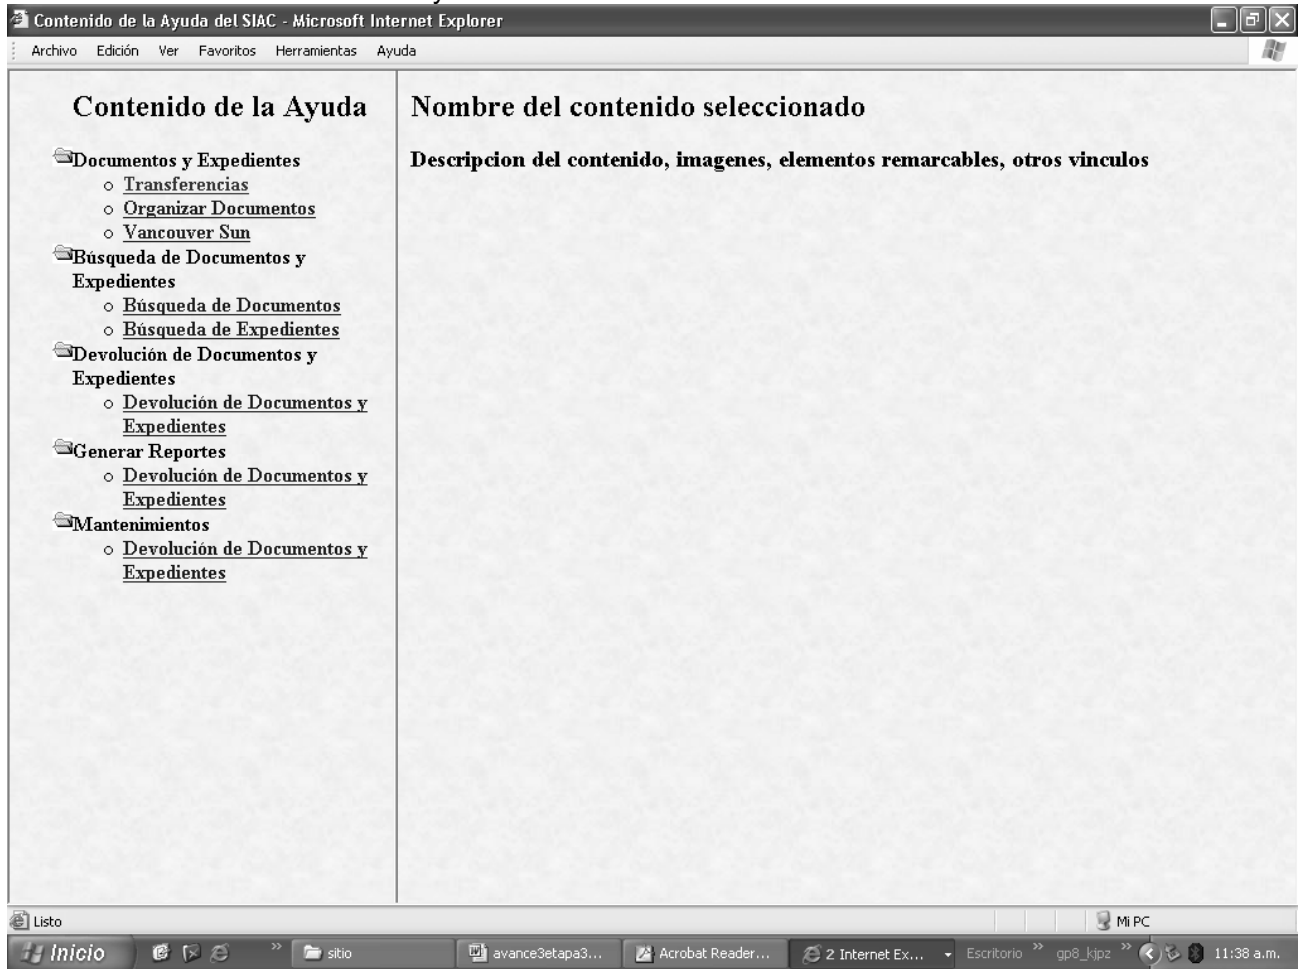 y
Contenido de la Ayuda del SIAC - Microsoft Internet Explorer
Archivo Edición Ver Favoritos Herramientas Ayuda
Contenido de la Ayuda
Documentos y Expedientes
Transferencias
Organizar Documentos
Vancouver Sun
Búsqueda de Documentos y
Expedientes
Búsqueda de Documentos
Búsqueda de Expedientes
Devolución de Documentos y
Expedientes
Devolución de Documentos y
Expedientes
Generar Reportes
Devolución de Documentos y
Expedientes
Mantenimientos
Devolución de Documentos y
Expedientes
Nombre del contenido seleccionado
Descripcion del contenido, imagenes, elementos remarcables, otros vinculos
Listo
Mi PC
Inicio » sitio avance3etapa3... Acrobat Reader... 2 Internet Ex... Escritorio » gp8_kjpz » 11:38 a.m.